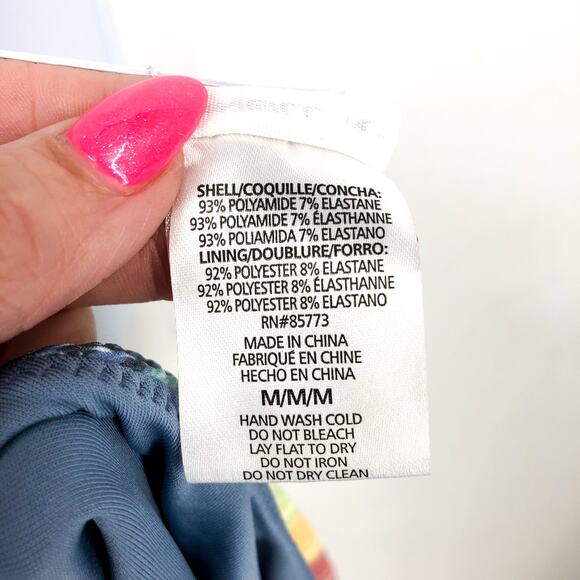 SHELL/COQUILLE/CONCHA:
93% POLYAMIDE 7% ELASTANE
93% POLYAMIDE 7% ÉLASTHANNE
93% POLIAMIDA 7% ELASTANO
LINING/DOUBLURE/FORRO:
92% POLYESTER 8% ELASTANE
92% POLYESTER 8% ÉLASTHANNE
92% POLYESTER 8% ELASTANO
RN#85773
MADE IN CHINA
FABRIQUÉ EN CHINE
HECHO EN CHINA
M/M/M
HAND WASH COLD
DO NOT BLEACH
LAY FLAT TO DRY
DO NOT IRON
DO NOT DRY CLEAN